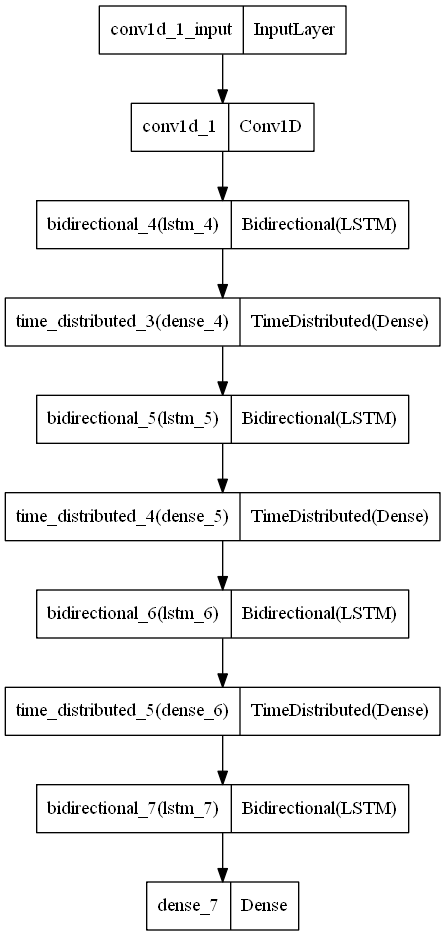 conv1d_1_input InputLayer
conv1d_1 Conv1D
bidirectional_4(lstm_4) Bidirectional(LSTM)
time_distributed_3(dense_4) TimeDistributed(Dense)
bidirectional_5(lstm_5) Bidirectional(LSTM)
time_distributed_4(dense_5) TimeDistributed(Dense)
bidirectional_6(lstm_6) Bidirectional(LSTM)
time_distributed_5(dense_6) TimeDistributed(Dense)
bidirectional_7(lstm_7) Bidirectional(LSTM)
dense_7 Dense